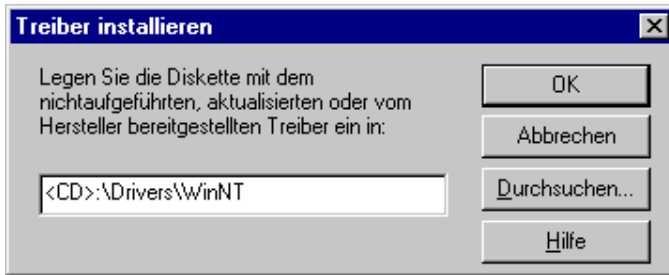 Treiber installieren
Legen Sie die Diskette mit dem
nichtaufgeführten, aktualisierten oder vom
Hersteller bereitgestellten Treiber ein in:
<CD>:\Drivers\WinNT
OK
Abbrechen
Durchsuchen...
Hilfe